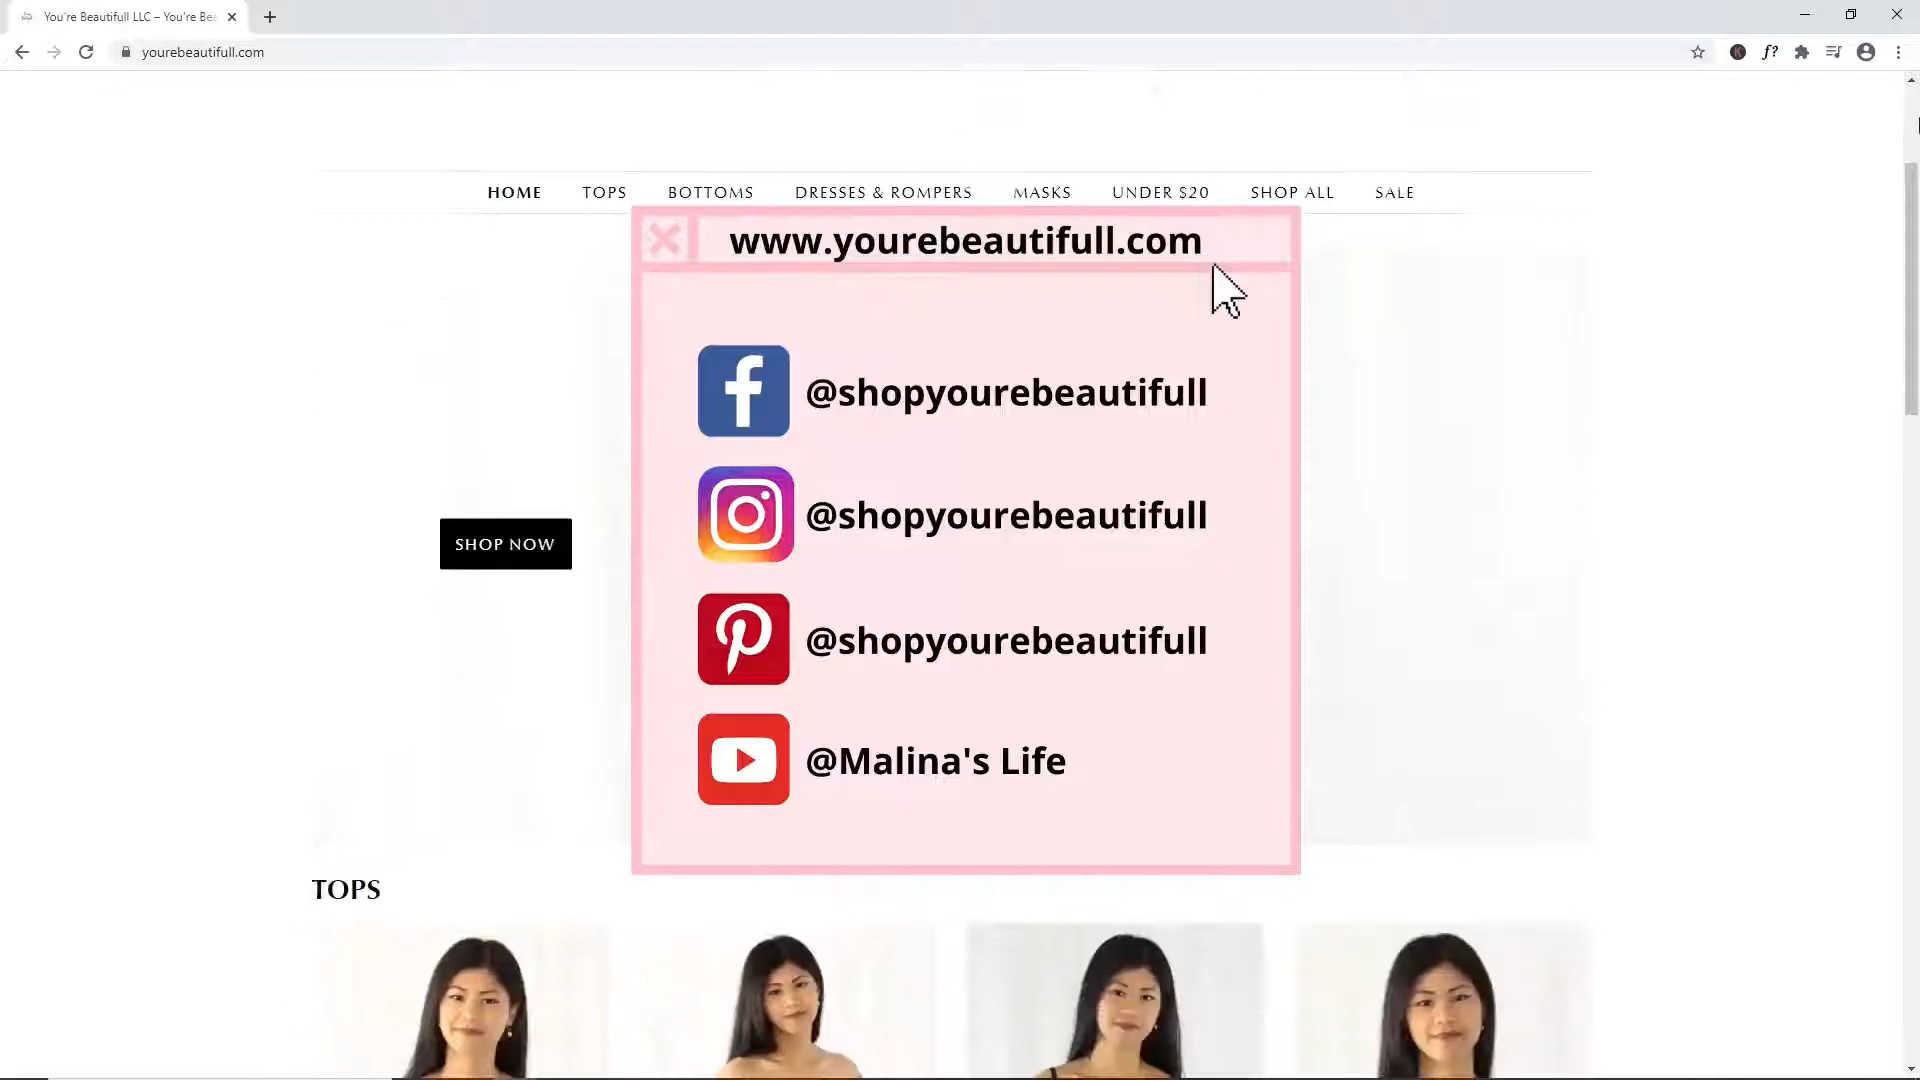 You're Beautifull LLC – You're Bea
yourebeautifull.com
HOME TOPS BOTTOMS DRESSES & ROMPERS MASKS UNDER $20 SHOP ALL SALE
www.yourebeautifull.com
@shopyourebeautifull
@shopyourebeautifull
SHOP NOW
@shopyourebeautifull
@Malina's Life
TOPS